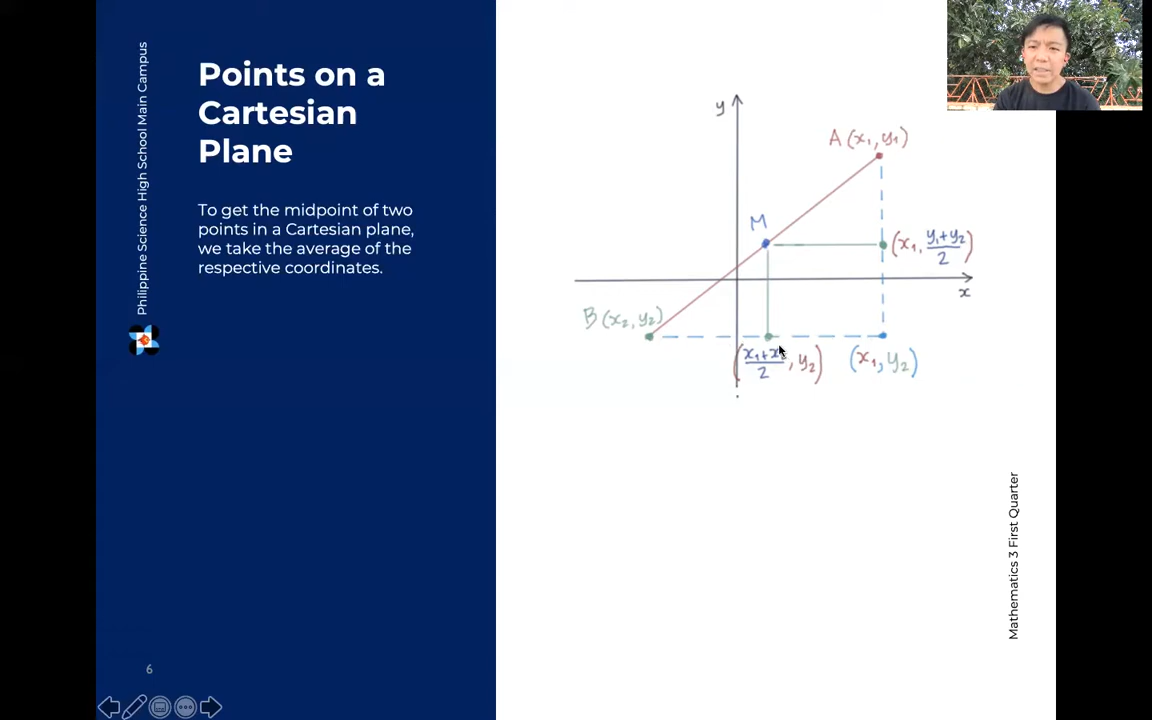 Philippine Science High School Main Campus
Points on a
Cartesian
Plane
To get the midpoint of two
points in a Cartesian plane,
we take the average of the
respective coordinates.
6
y
A (x₁, y₁)
M
(x₁, y₁+y₂/2)
x
B (x₂, y₂)
(x₁+x₂/2, y₂)
(x₁, y₂)
Mathematics 3 First Quarter